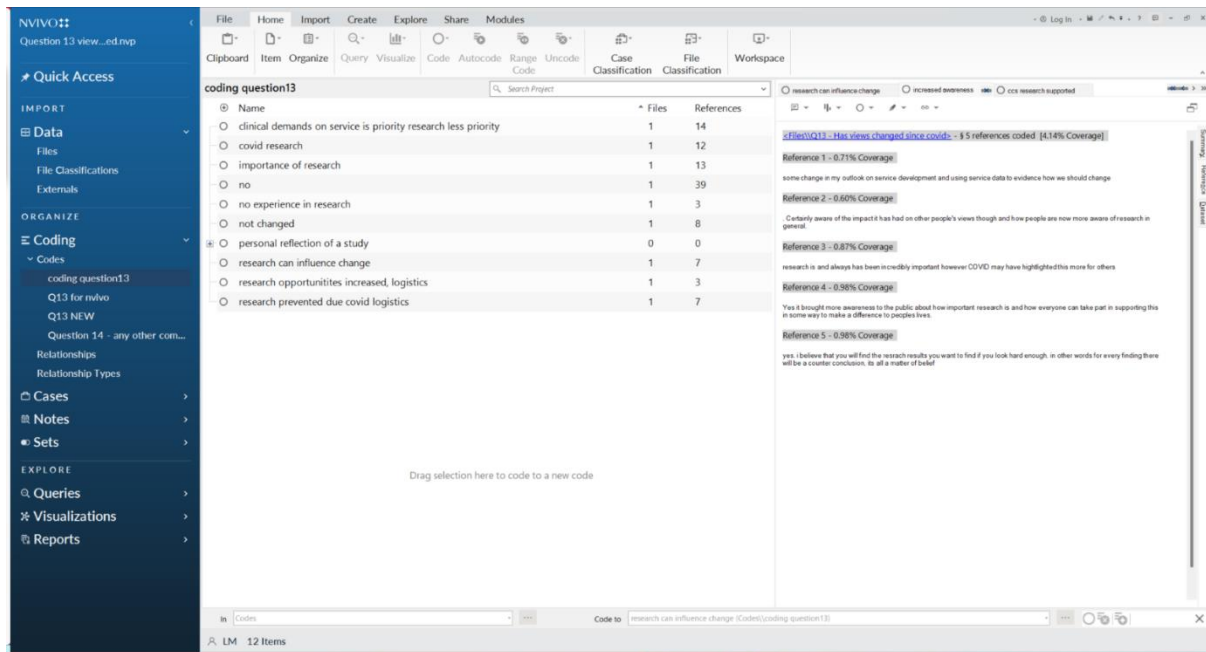 NVIVO
Question 13 view...ed.nvp
Quick Access
IMPORT
Data
Files
File Classifications
Externals
ORGANIZE
Coding
Codes
coding question13
Q13 for nvivo
Q13 NEW
Question 14 - any other com...
Relationships
Relationship Types
Cases
Notes
Sets
EXPLORE
Queries
Visualizations
Reports
File Home Import Create Explore Share Modules
Log In
Clipboard Item Organize Query Visualize Code Autocode Range Code Uncode Case Classification File Classification Workspace
coding question13
Search Project
Name Files References
clinical demands on service is priority research less priority 1 14
covid research 1 12
importance of research 1 13
no 1 39
no experience in research 1 3
not changed 1 8
personal reflection of a study 0 0
research can influence change 1 7
research opportunitites increased, logistics 1 3
research prevented due covid logistics 1 7
Drag selection here to code to a new code
research can influence change increased awareness ccx research supported
<Files\\Q13 - Has views changed since covid> - § 5 references coded [4.14% Coverage]
Reference 1 - 0.71% Coverage
some change in my outlook on service development and using service data to evidence how we should change
Reference 2 - 0.60% Coverage
. Certainly aware of the impact it has had on other people's views though and how people are now more aware of research in
general.
Reference 3 - 0.87% Coverage
research is and always has been incredibly important however COVID may have hightlighted this more for others
Reference 4 - 0.98% Coverage
Yes it brought more awareness to the public about how important research is and how everyone can take part in supporting this
in some way to make a difference to peoples lives.
Reference 5 - 0.98% Coverage
yes. i believe that you will find the resrach results you want to find if you look hard enough. in other words for every finding there
will be a counter conclusion, its all a matter of belief
Summary
Reference
Dataset
In Codes
Code to research can influence change (Codes\\coding question13)
LM 12 Items